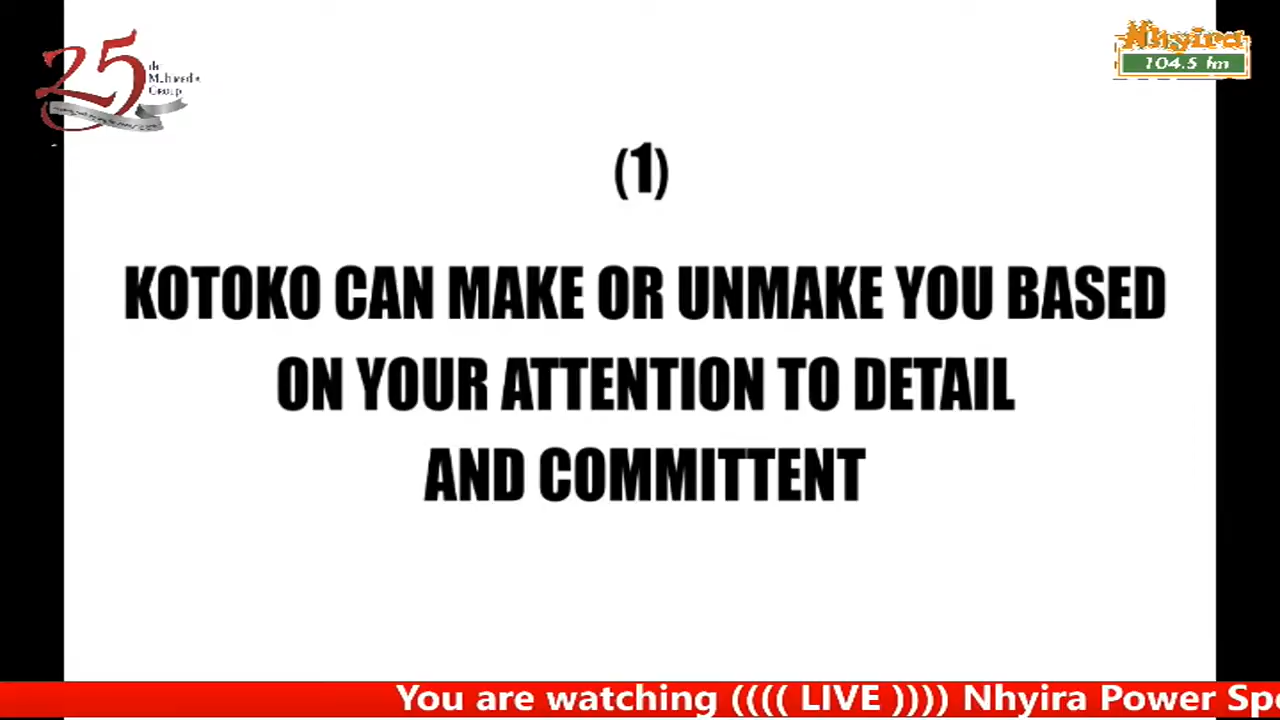 25
Nhyira
104.5 fm
(1)
KOTOKO CAN MAKE OR UNMAKE YOU BASED
ON YOUR ATTENTION TO DETAIL
AND COMMITTENT
You are watching (((( LIVE )))) Nhyira Power